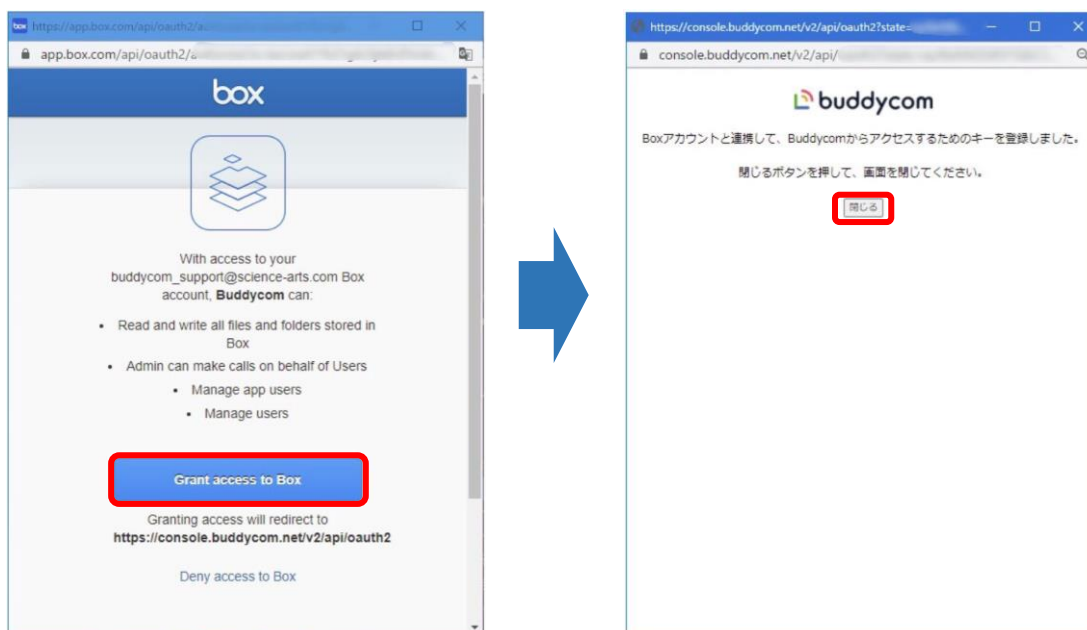 box https://app.box.com/api/oauth2/a
app.box.com/api/oauth2/a
box
With access to your
buddycom_support@science-arts.com Box
account, Buddycom can:
• Read and write all files and folders stored in
Box
• Admin can make calls on behalf of Users
• Manage app users
• Manage users
Grant access to Box
Granting access will redirect to
https://console.buddycom.net/v2/api/oauth2
Deny access to Box
https://console.buddycom.net/v2/api/oauth2?state=
console.buddycom.net/v2/api/
buddycom
Boxアカウントと連携して、Buddycomからアクセスするためのキーを登録しました。
閉じるボタンを押して、画面を閉じてください。
閉じる